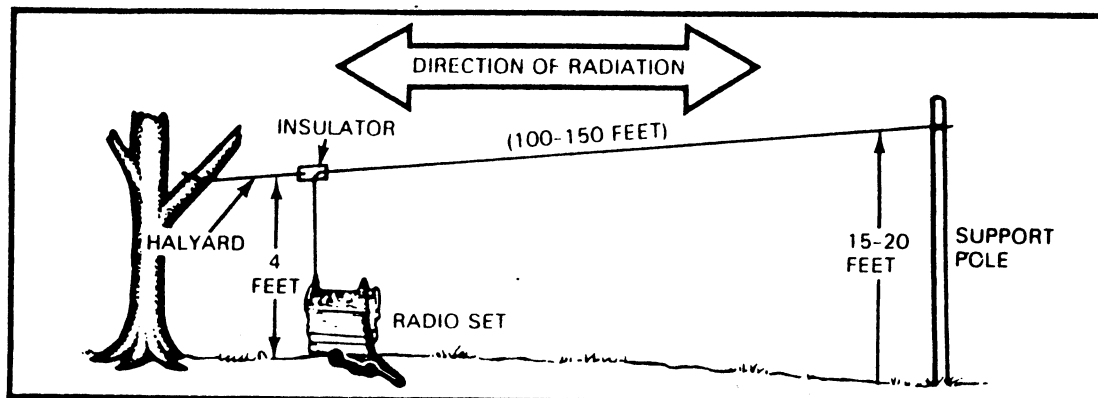 DIRECTION OF RADIATION
INSULATOR
(100-150 FEET)
HALYARD
4
FEET
15-20
FEET
SUPPORT
POLE
RADIO SET